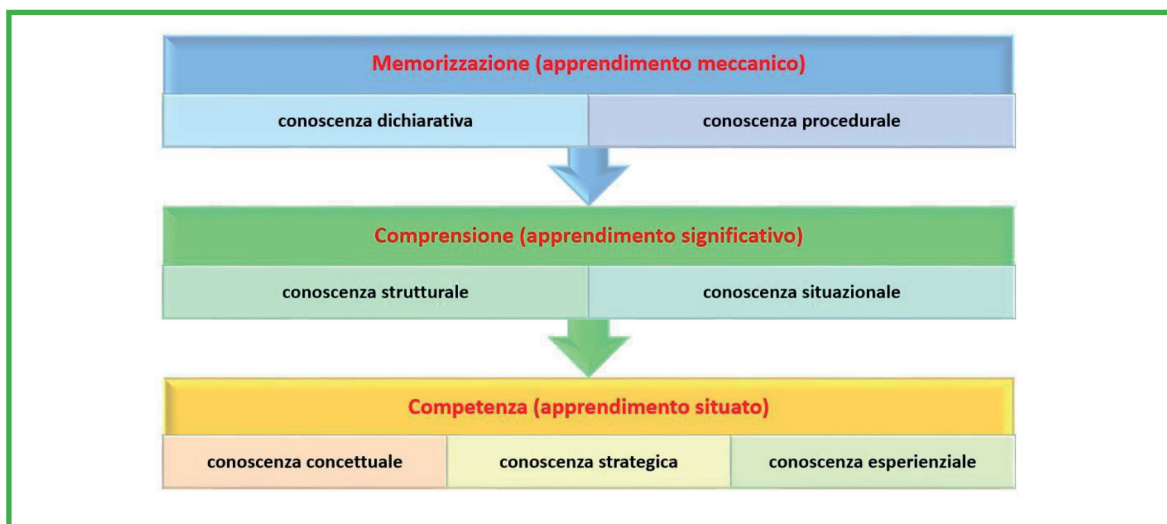 Memorizzazione (apprendimento meccanico)
conoscenza dichiarativa
conoscenza procedurale
Comprensione (apprendimento significativo)
conoscenza strutturale
conoscenza situazionale
Competenza (apprendimento situato)
conoscenza concettuale
conoscenza strategica
conoscenza esperienziale